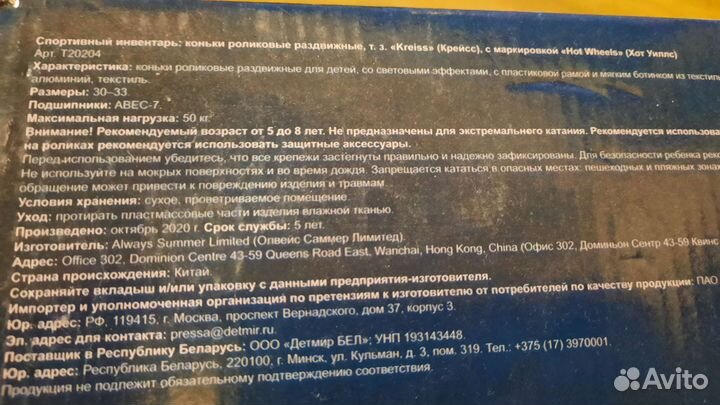 Спортивный инвентарь: коньки роликовые раздвижные, т. з. «Kreiss» (Крейсс), с маркировкой «Hot Wheels» (Хот Уиллс)
Арт. Т20204
Характеристика: коньки роликовые раздвижные для детей, со световыми эффектами, с пластиковой рамой и мягким ботинком из текстиля
алюминий, текстиль.
Размеры: 30–33.
Подшипники: ABEC-7.
Максимальная нагрузка: 50 кг.
Внимание! Рекомендуемый возраст от 5 до 8 лет. Не предназначены для экстремального катания. Рекомендуется использова
на роликах рекомендуется использовать защитные аксессуары.
Перед использованием убедитесь, что все крепежи застегнуты правильно и надежно зафиксированы. Для безопасности ребенка реко
Не используйте на мокрых поверхностях и во время дождя. Запрещается кататься в опасных местах: пешеходных и пляжных зонах
обращение может привести к повреждению изделия и травмам.
Условия хранения: сухое, проветриваемое помещение.
Уход: протирать пластмассовые части изделия влажной тканью.
Произведено: октябрь 2020 г. Срок службы: 5 лет.
Изготовитель: Always Summer Limited (Олвейс Саммер Лимитед).
Адрес: Office 302, Dominion Centre 43-59 Queens Road East, Wanchai, Hong Kong, China (Офис 302, Доминьон Сентр 43-59 Квинс
Страна происхождения: Китай.
Сохраняйте вкладыш и/или упаковку с данными предприятия-изготовителя.
Импортер и уполномоченная организация по претензиям к изготовителю от потребителей по качеству продукции: ПАО
Юр. адрес: РФ, 119415, г. Москва, проспект Вернадского, дом 37, корпус 3.
Эл. адрес для контакта: pressa@detmir.ru.
Поставщик в Республику Беларусь: ООО «Детмир БЕЛ»; УНП 193143448.
Юр. адрес: Республика Беларусь, 220100, г. Минск, ул. Кульман, д. 3, пом. 319. Тел.: +375 (17) 3970001.
Продукция не подлежит обязательному подтверждению соответствия.
Avito